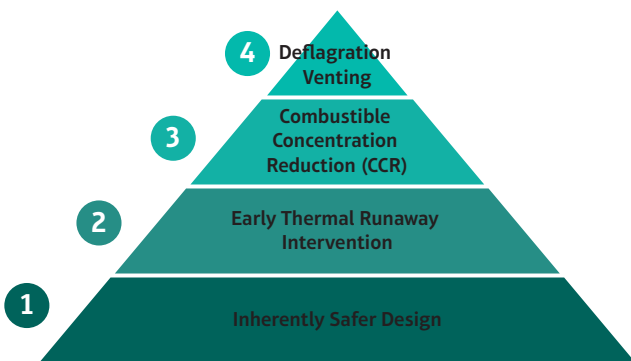 4
Deflagration
Venting
3
Combustible
Concentration
Reduction (CCR)
2
Early Thermal Runaway
Intervention
1
Inherently Safer Design